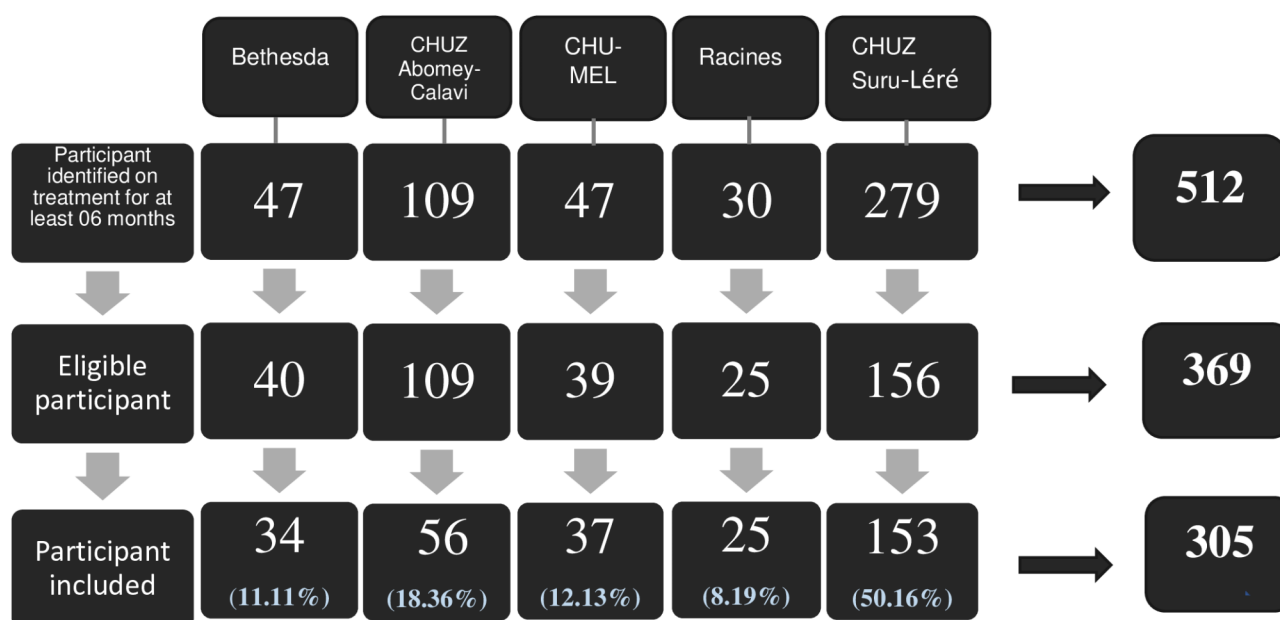 Bethesda
CHUZ
Abomey-
Calavi
CHU-
MEL
Racines
CHUZ
Suru-Léré
Participant
identified on
treatment for at
least 06 months
47
109
47
30
279
512
Eligible
participant
40
109
39
25
156
369
Participant
included
34
(11.11%)
56
(18.36%)
37
(12.13%)
25
(8.19%)
153
(50.16%)
305